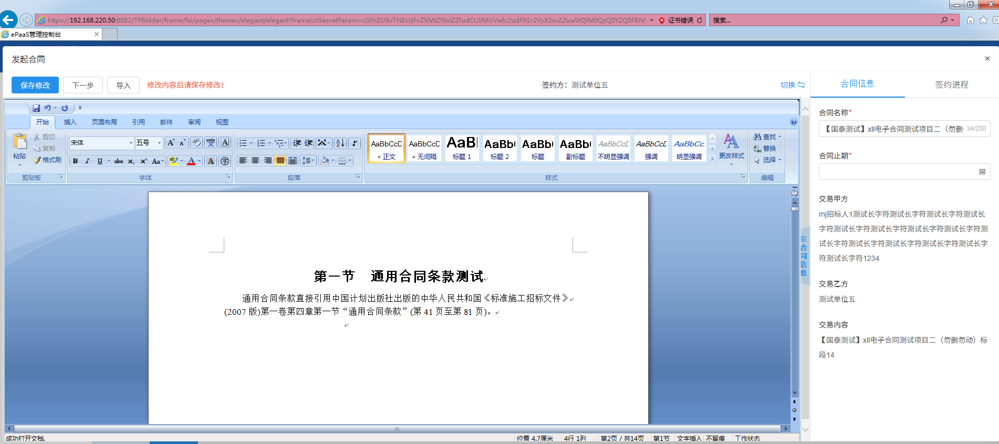 https://192.168.220.50:8082/TPBidder/frame/fui/pages/themes/elegant/elegant?frameUrlSecretParam=
证书错误
搜索...
ePaaS管理控制台
发起合同
保存修改
下一步
导入
修改内容后请保存修改！
签约方：测试单位五
切换
合同信息
签约进程
开始
插入
页面布局
引用
邮件
审阅
视图
粘贴
剪切
复制
格式刷
剪贴板
宋体
五号
字体
段落
AaBbCcD
正文
AaBbCcD
无间隔
AaB
标题 1
AaBb
标题 2
AaBb
标题
AaBb
副标题
AaBbCcD
不明显强调
AaBbCcD
强调
AaBbCc
明显强调
更改样式
样式
查找
替换
选择
编辑
第一节 通用合同条款测试
通用合同条款直接引用中国计划出版社出版的中华人民共和国《标准施工招标文件》
(2007 版)第一卷第四章第一节“通用合同条款”(第 41 页至第 81 页)。
合同信息
合同名称*
【国泰测试】xll电子合同测试项目二（勿删 34/200
合同止期*
交易甲方
mj招标人1测试长字符测试长字符测试长字符测试长
字符测试长字符测试长字符测试长字符测试长字符测
试长字符测试长字符测试长字符测试长字符测试长字
符测试长字符1234
交易乙方
测试单位五
交易内容
【国泰测试】xll电子合同测试项目二（勿删勿动）标
段14
成功打开文档.
位置 4.7厘米
4行 1列
第2页 / 共14页
第1节
文字插入
不留痕
工作状态